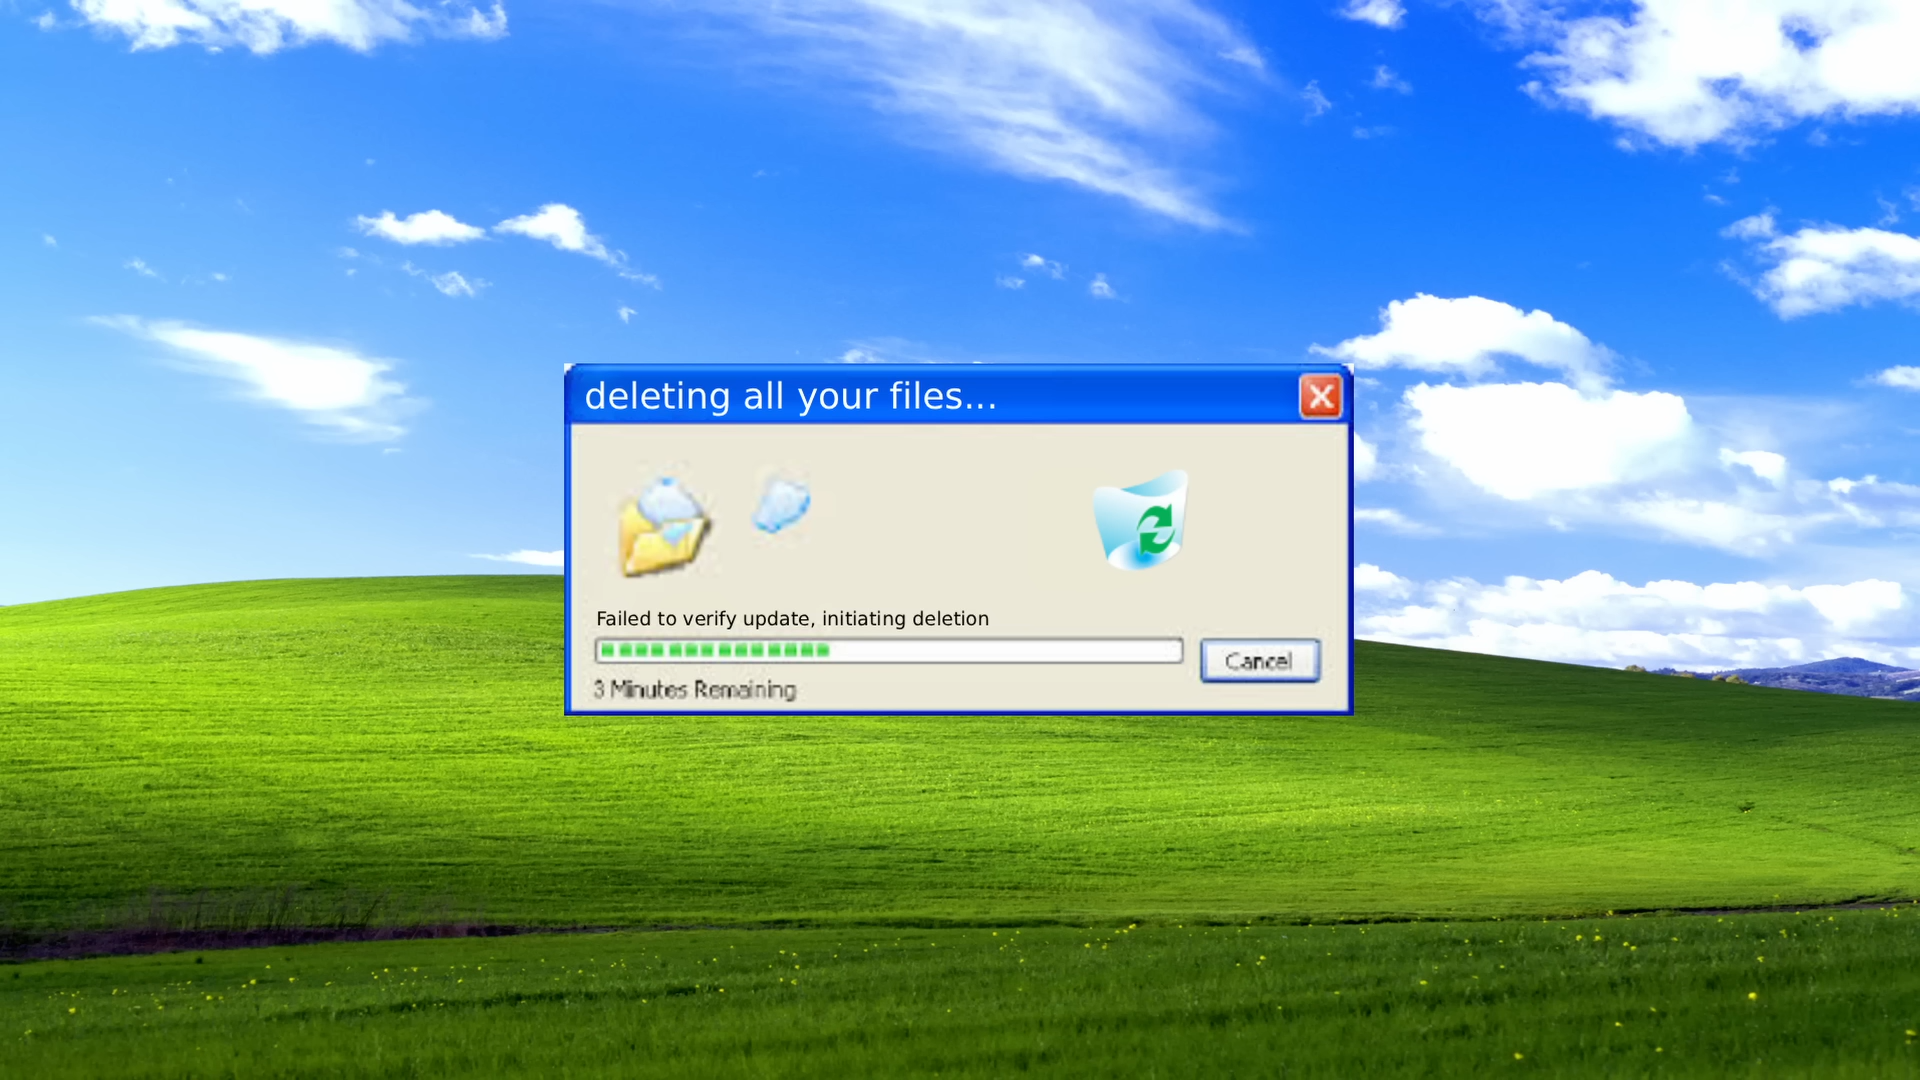 deleting all your files...
Failed to verify update, initiating deletion
Cancel
3 Minutes Remaining